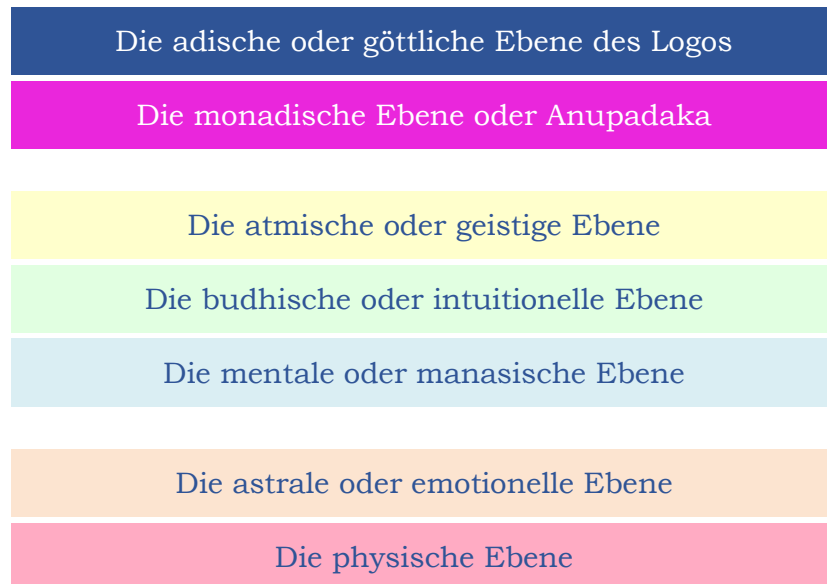 Die adische oder göttliche Ebene des Logos
Die monadische Ebene oder Anupadaka
Die atmische oder geistige Ebene
Die budhische oder intuitionelle Ebene
Die mentale oder manasische Ebene
Die astrale oder emotionelle Ebene
Die physische Ebene